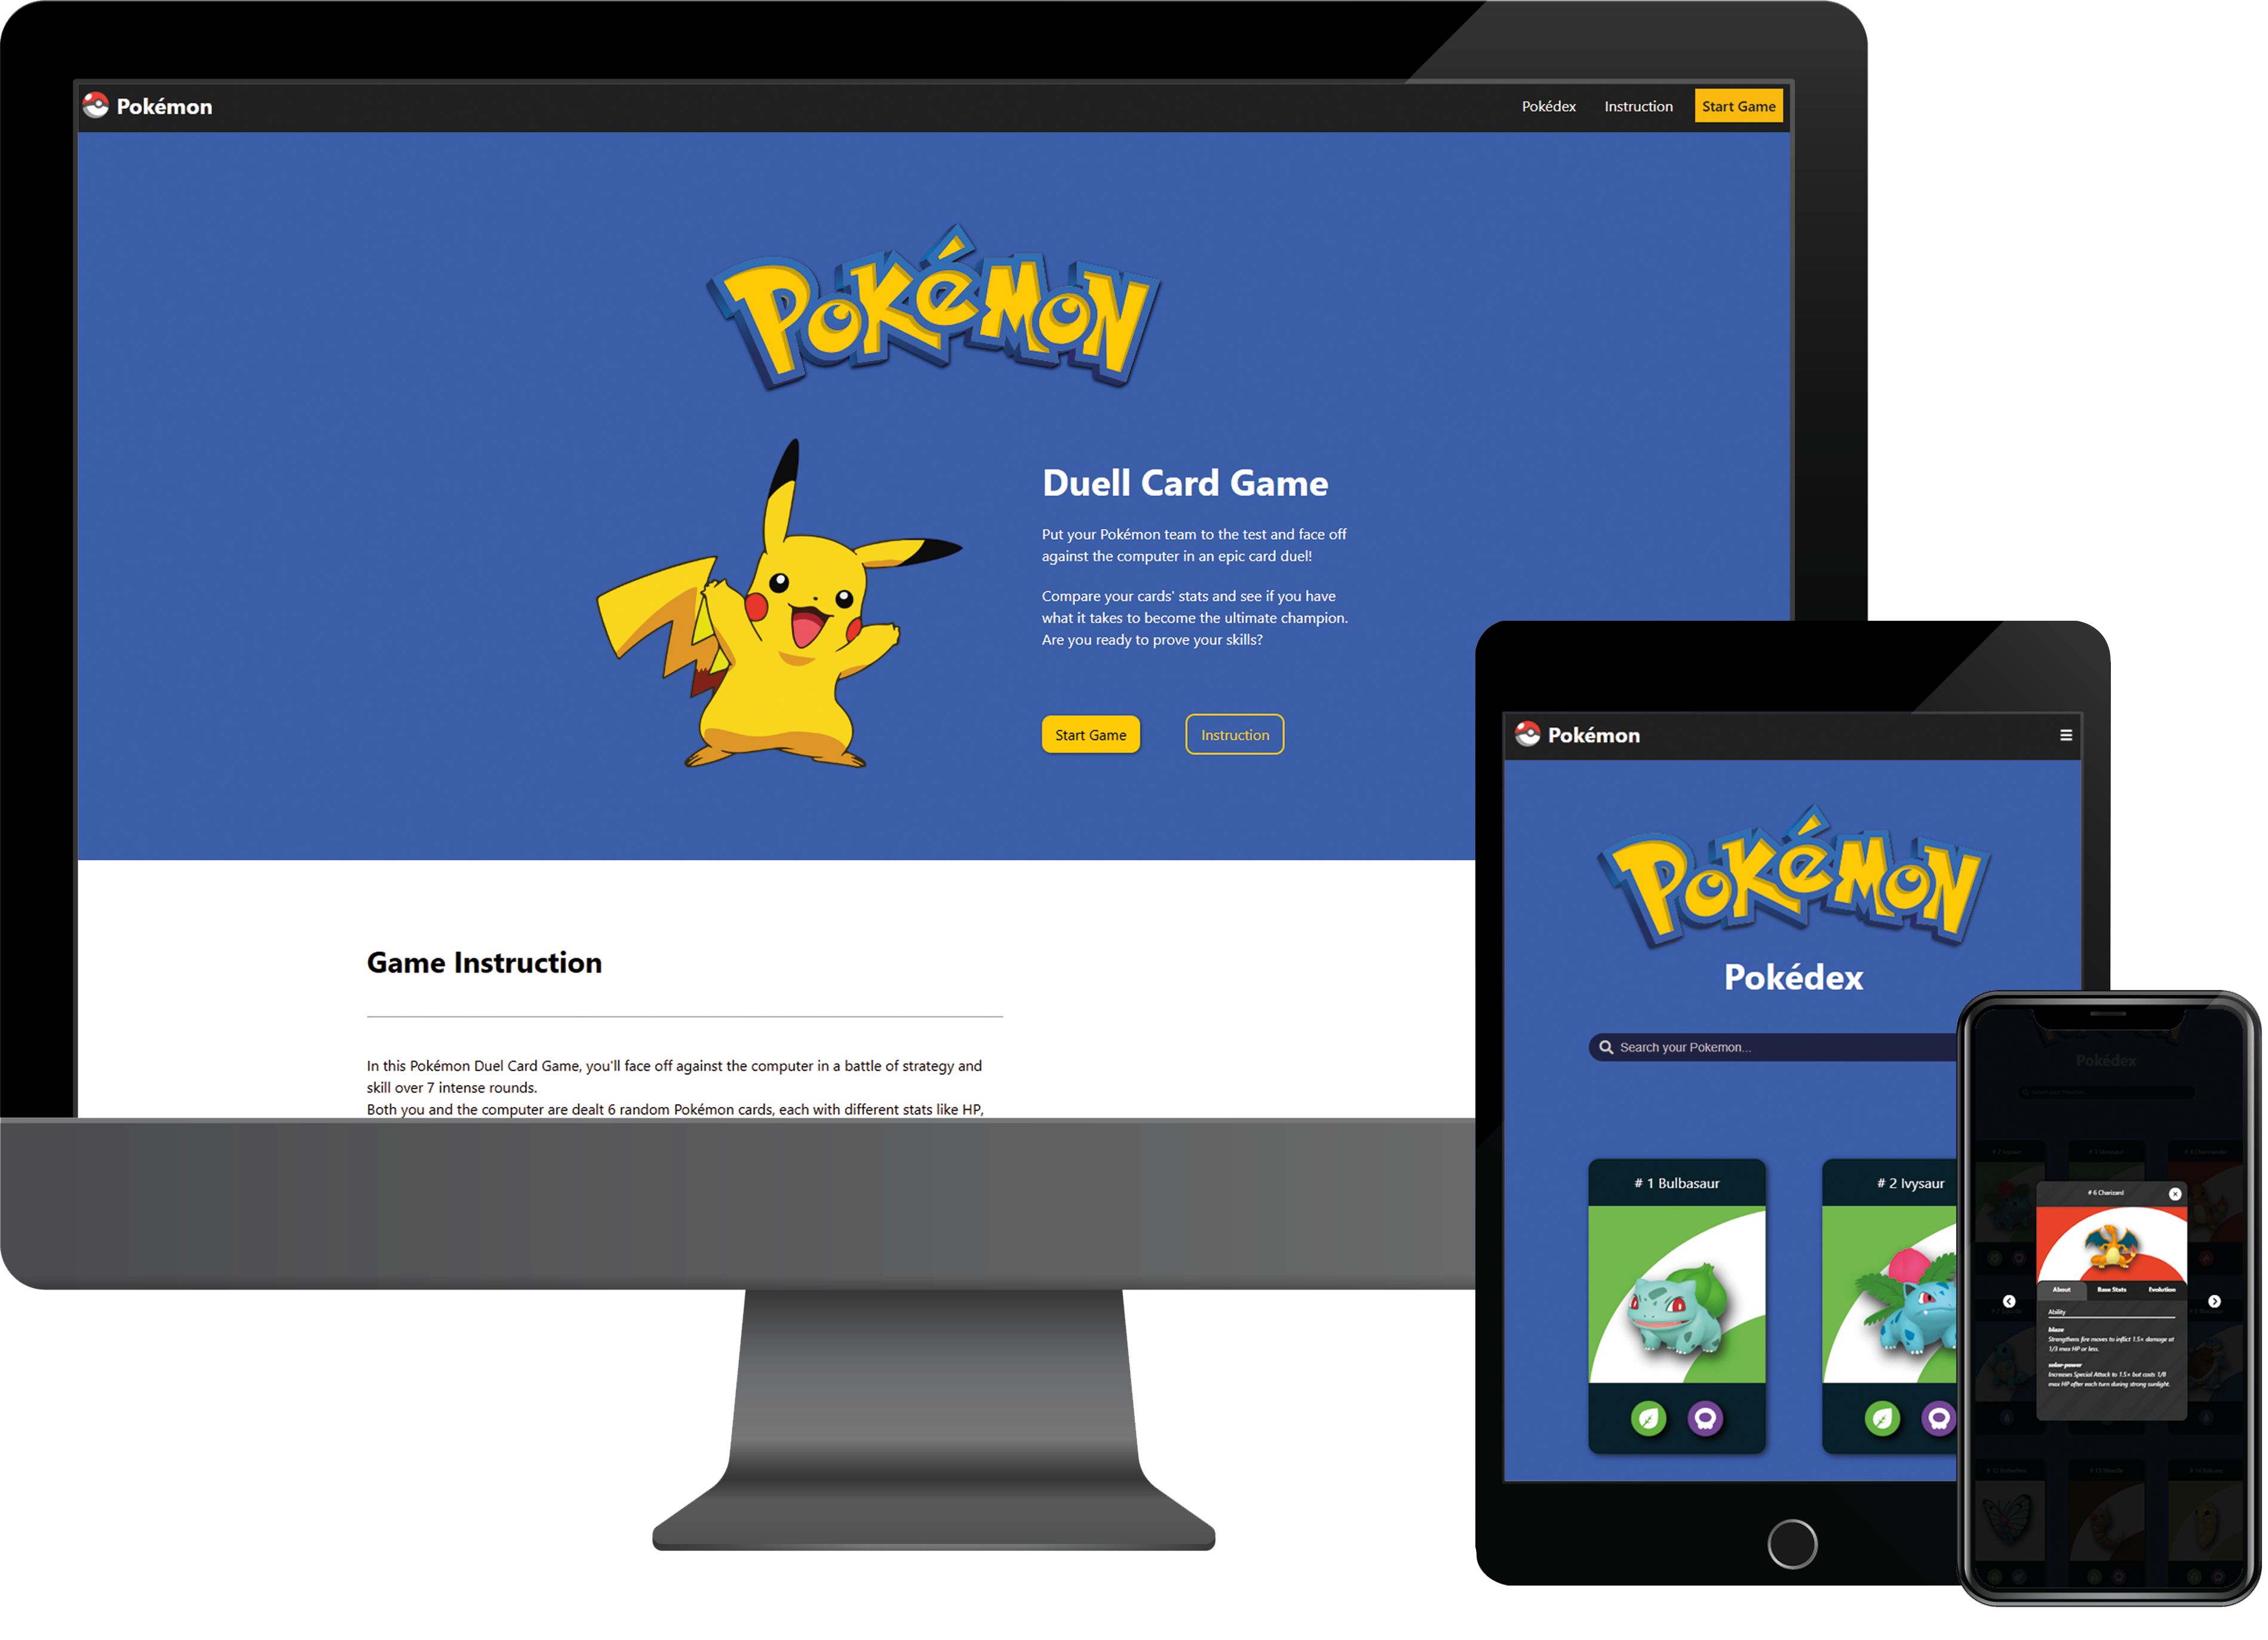 Pokémon
Pokédex
Instruction
Start Game
POKéMON
Duell Card Game
Put your Pokémon team to the test and face off
against the computer in an epic card duel!
Compare your cards' stats and see if you have
what it takes to become the ultimate champion.
Are you ready to prove your skills?
Start Game
Instruction
Game Instruction
In this Pokémon Duel Card Game, you'll face off against the computer in a battle of strategy and
skill over 7 intense rounds.
Both you and the computer are dealt 6 random Pokémon cards, each with different stats like HP,
Pokémon
POKéMON
Pokédex
Search your Pokemon...
# 1 Bulbasaur
# 2 Ivysaur
Pokédex
# 6 Charizard
About
Base Stats
Evolution
Ability
blaze
Strengthens fire moves to inflict 1.5× damage at
1/3 max HP or less.
solar-power
Increases Special Attack to 1.5× but costs 1/8
max HP after each turn during strong sunlight.